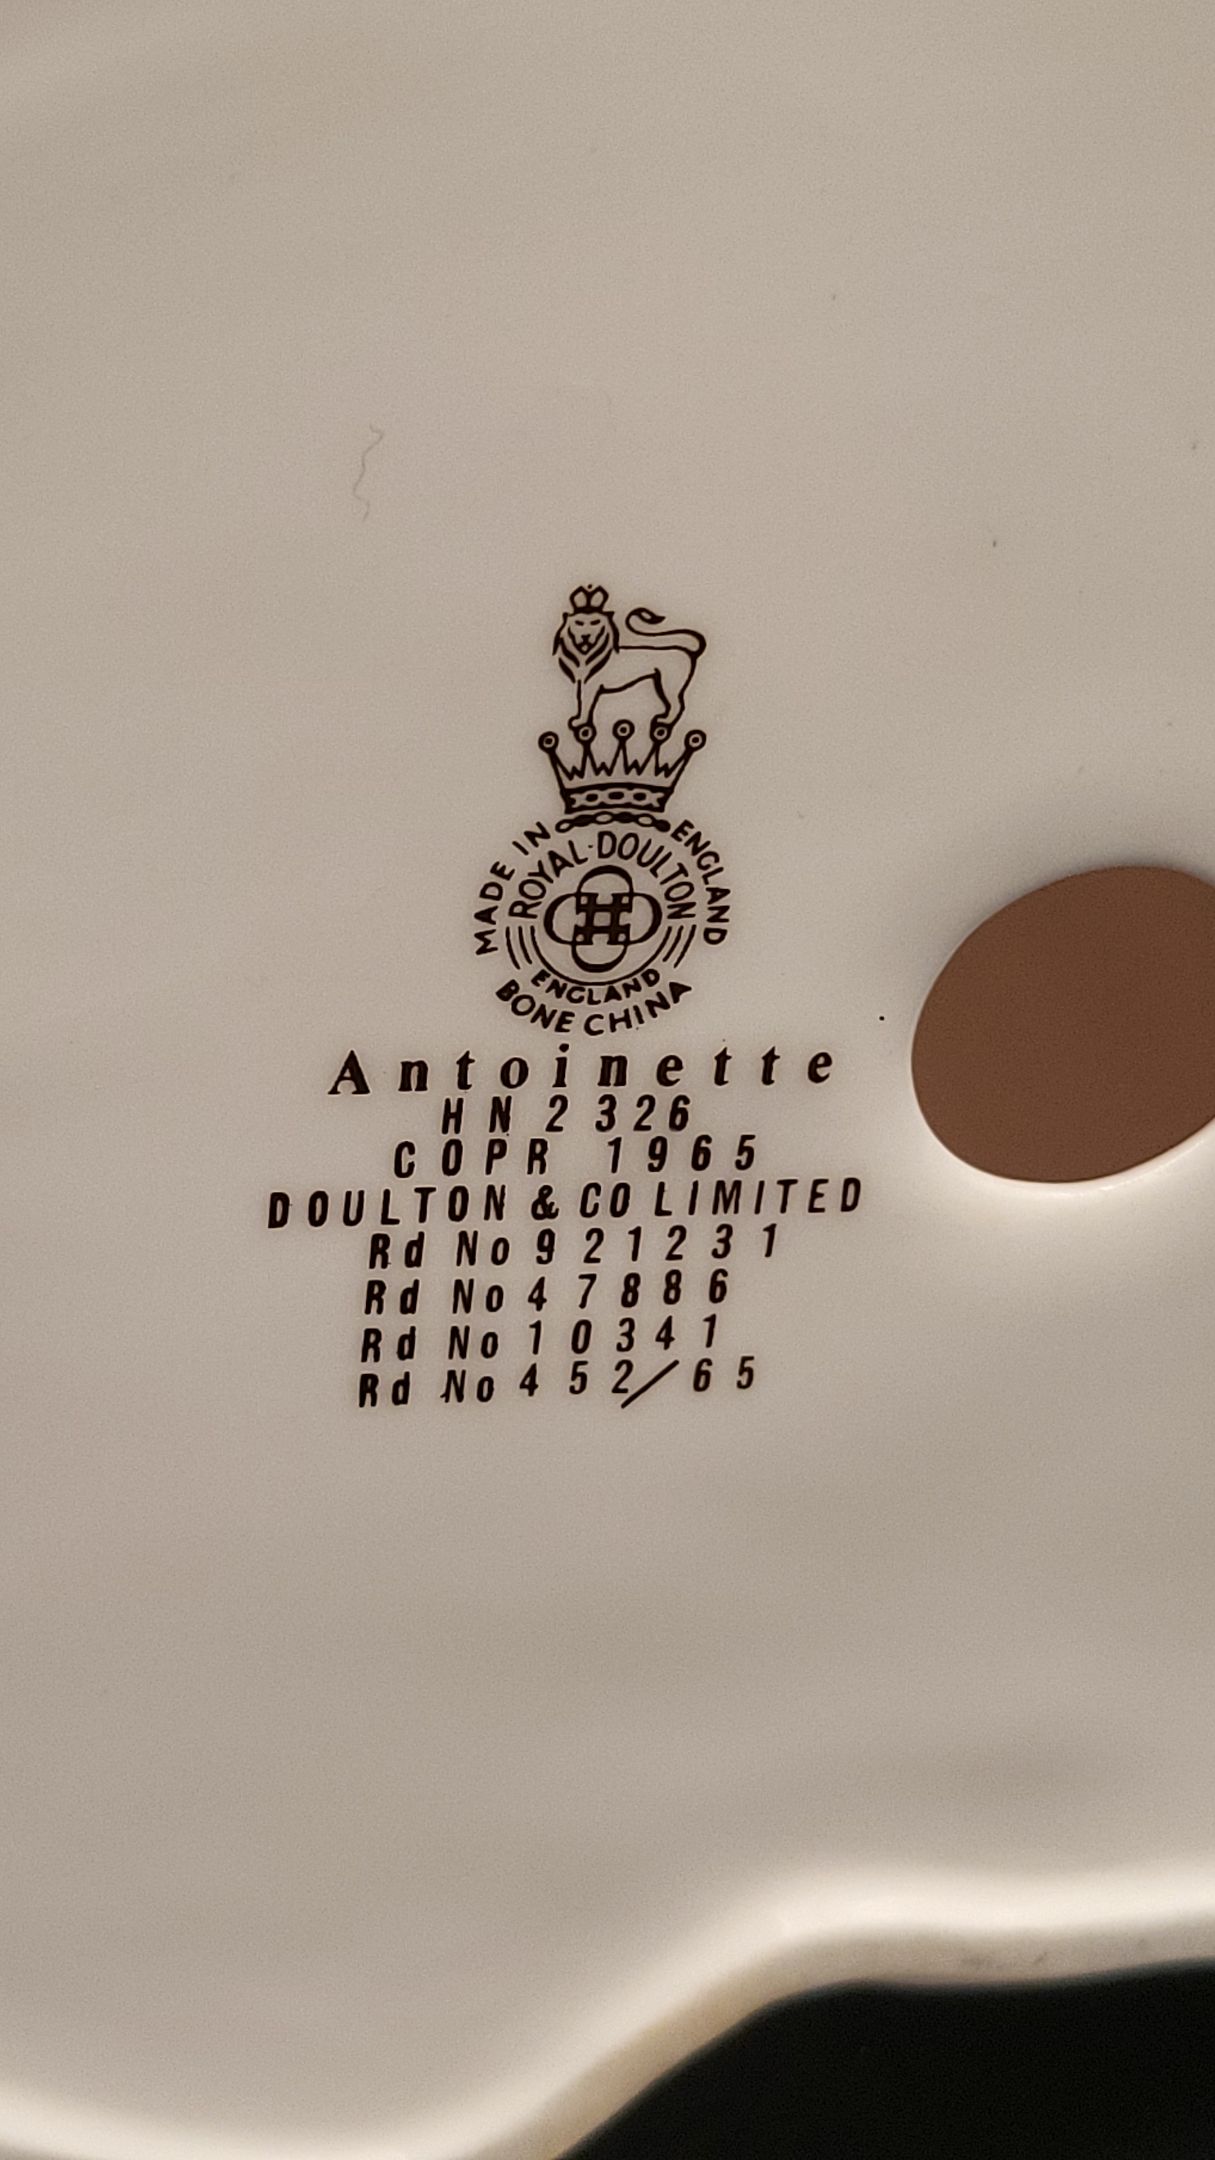 MADE IN ENGLAND
ROYAL·DOULTON
ENGLAND
BONE CHINA
Antoinette
HN 2326
COPR 1965
DOULTON & CO LIMITED
Rd No 921231
Rd No 47886
Rd No 10341
Rd No 452/65